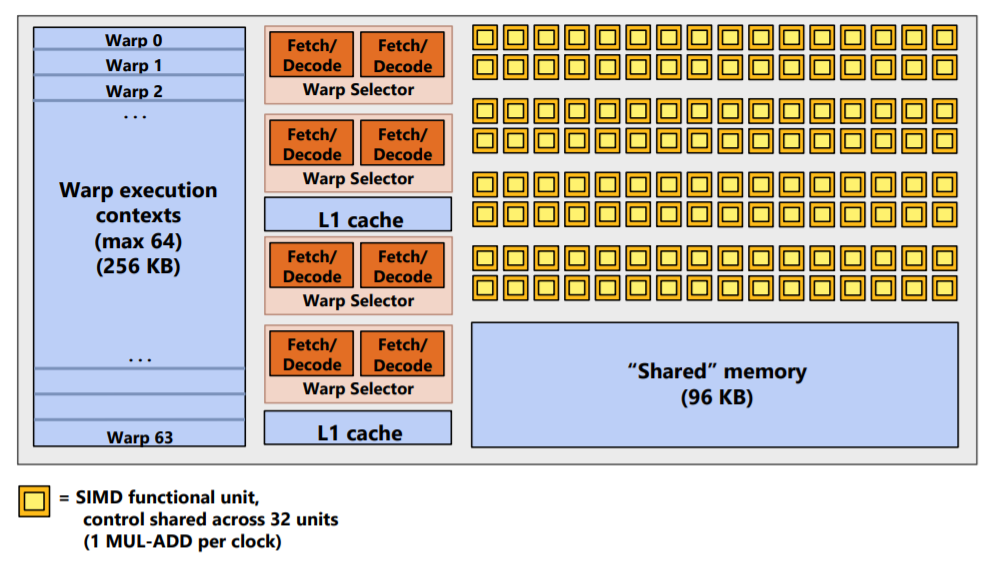 Warp 0
Warp 1
Warp 2
...
Warp execution
contexts
(max 64)
(256 KB)
...
Warp 63
Fetch/
Decode
Fetch/
Decode
Warp Selector
Fetch/
Decode
Fetch/
Decode
Warp Selector
L1 cache
Fetch/
Decode
Fetch/
Decode
Warp Selector
Fetch/
Decode
Fetch/
Decode
Warp Selector
L1 cache
“Shared” memory
(96 KB)
= SIMD functional unit,
control shared across 32 units
(1 MUL-ADD per clock)